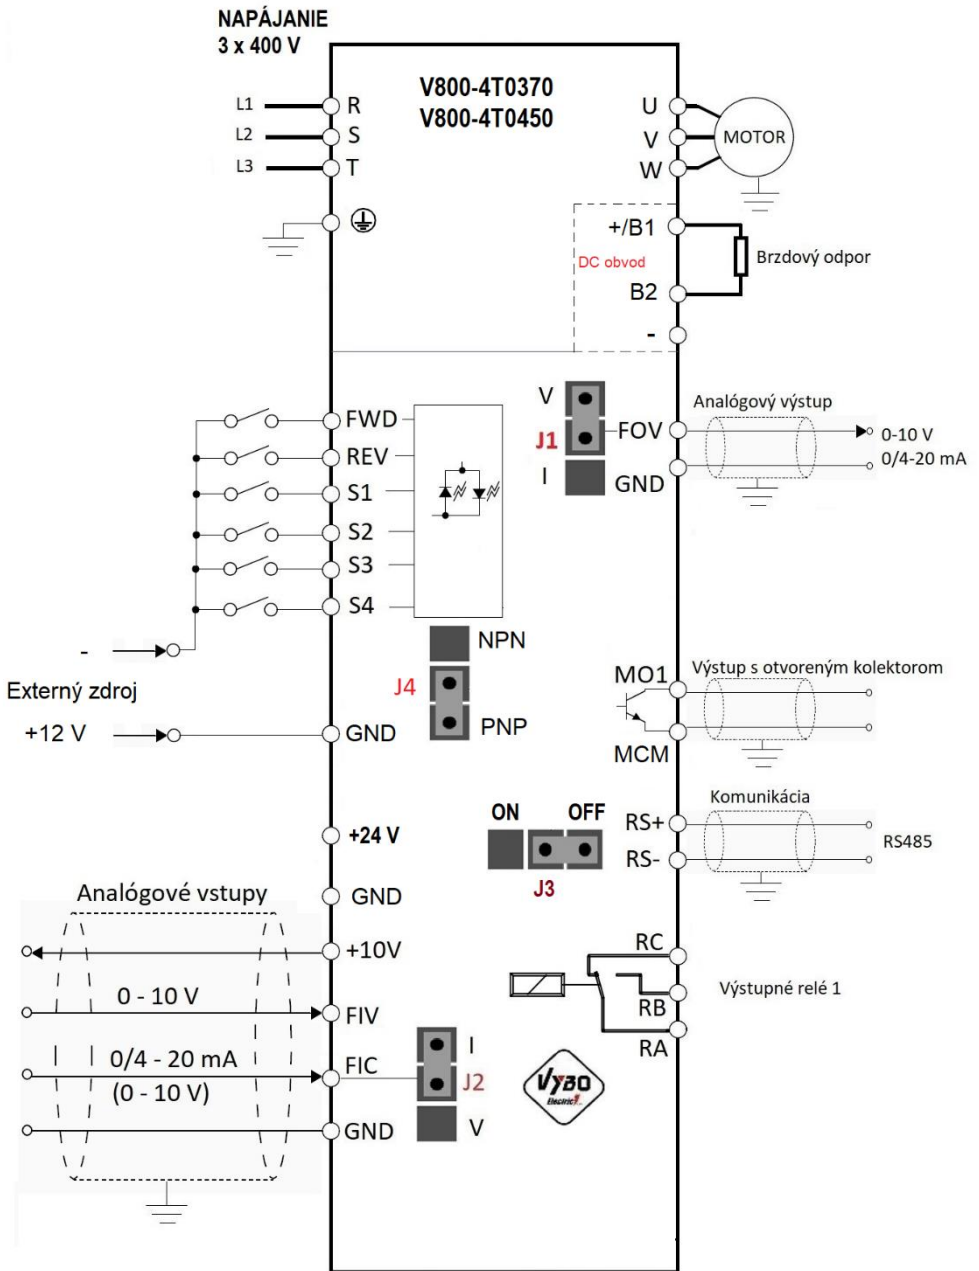 NAPÁJANIE
3 x 400 V
V800-4T0370
V800-4T0450
L1
R
L2
S
L3
T
U
V
W
MOTOR
+/B1
DC obvod
B2
-
Brzdový odpor
V
J1
I
FOV
GND
Analógový výstup
0-10 V
0/4-20 mA
FWD
REV
S1
S2
S3
S4
NPN
J4
PNP
-
Externý zdroj
+12 V
GND
MO1
MCM
Výstup s otvoreným kolektorom
ON
OFF
J3
RS+
RS-
Komunikácia
RS485
+24 V
GND
Analógové vstupy
+10V
0 - 10 V
FIV
0/4 - 20 mA
(0 - 10 V)
FIC
GND
I
J2
V
RC
RB
RA
Výstupné relé 1
VYBO
Electric